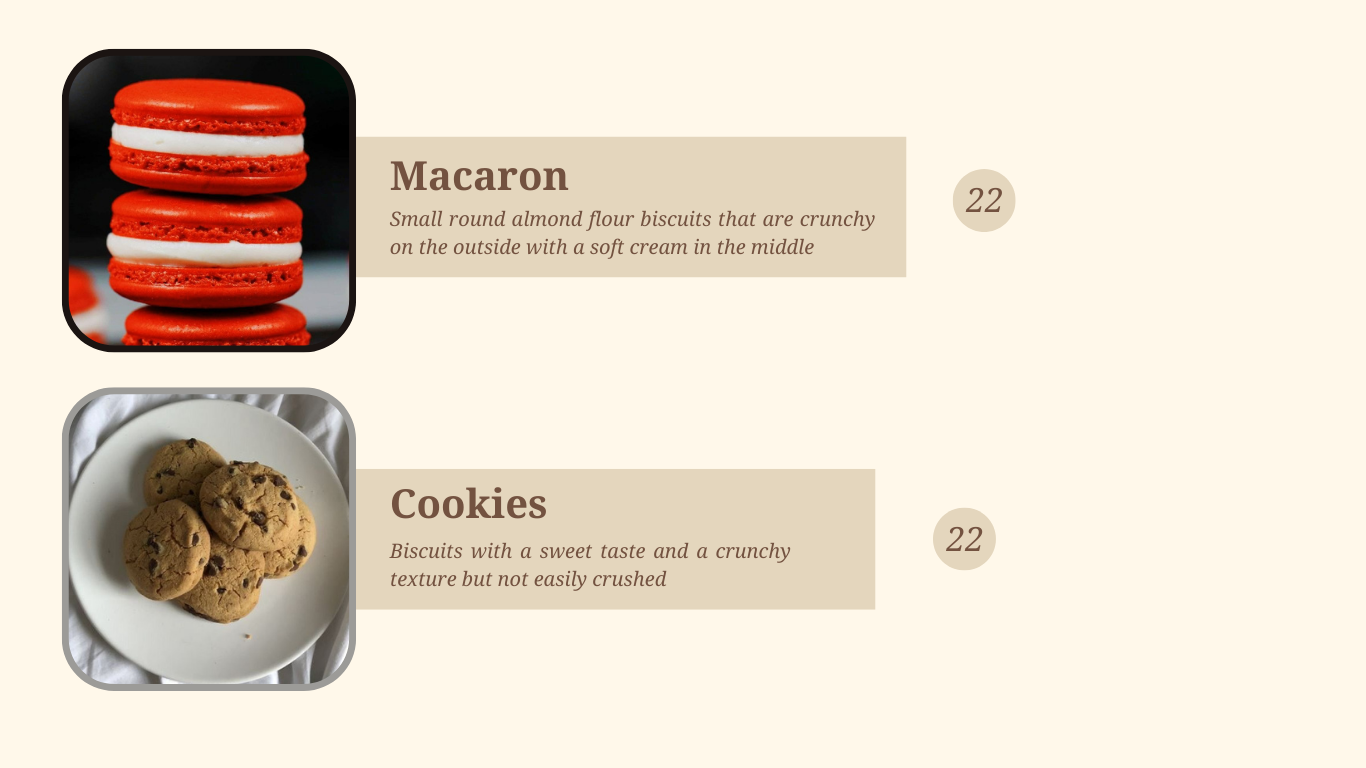 Macaron
Small round almond flour biscuits that are crunchy
on the outside with a soft cream in the middle
22
Cookies
Biscuits with a sweet taste and a crunchy
texture but not easily crushed
22